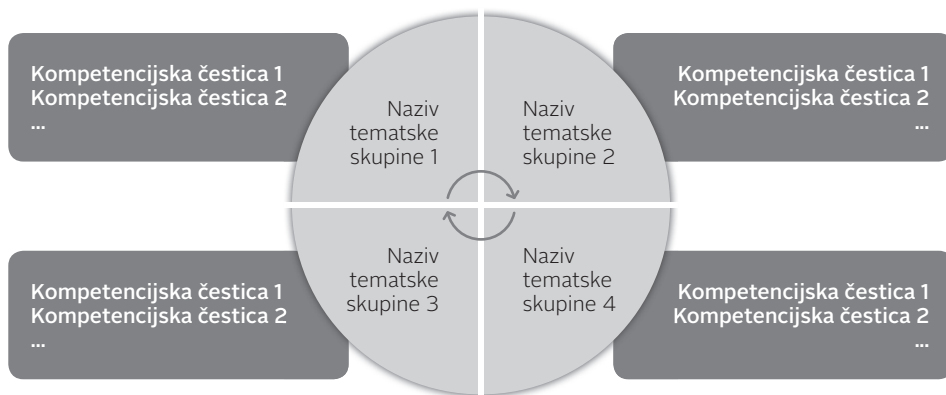 Kompetencijska čestica 1
Kompetencijska čestica 2
...
Naziv
tematske
skupine 1
Naziv
tematske
skupine 2
Kompetencijska čestica 1
Kompetencijska čestica 2
...
Kompetencijska čestica 1
Kompetencijska čestica 2
...
Naziv
tematske
skupine 3
Naziv
tematske
skupine 4
Kompetencijska čestica 1
Kompetencijska čestica 2
...